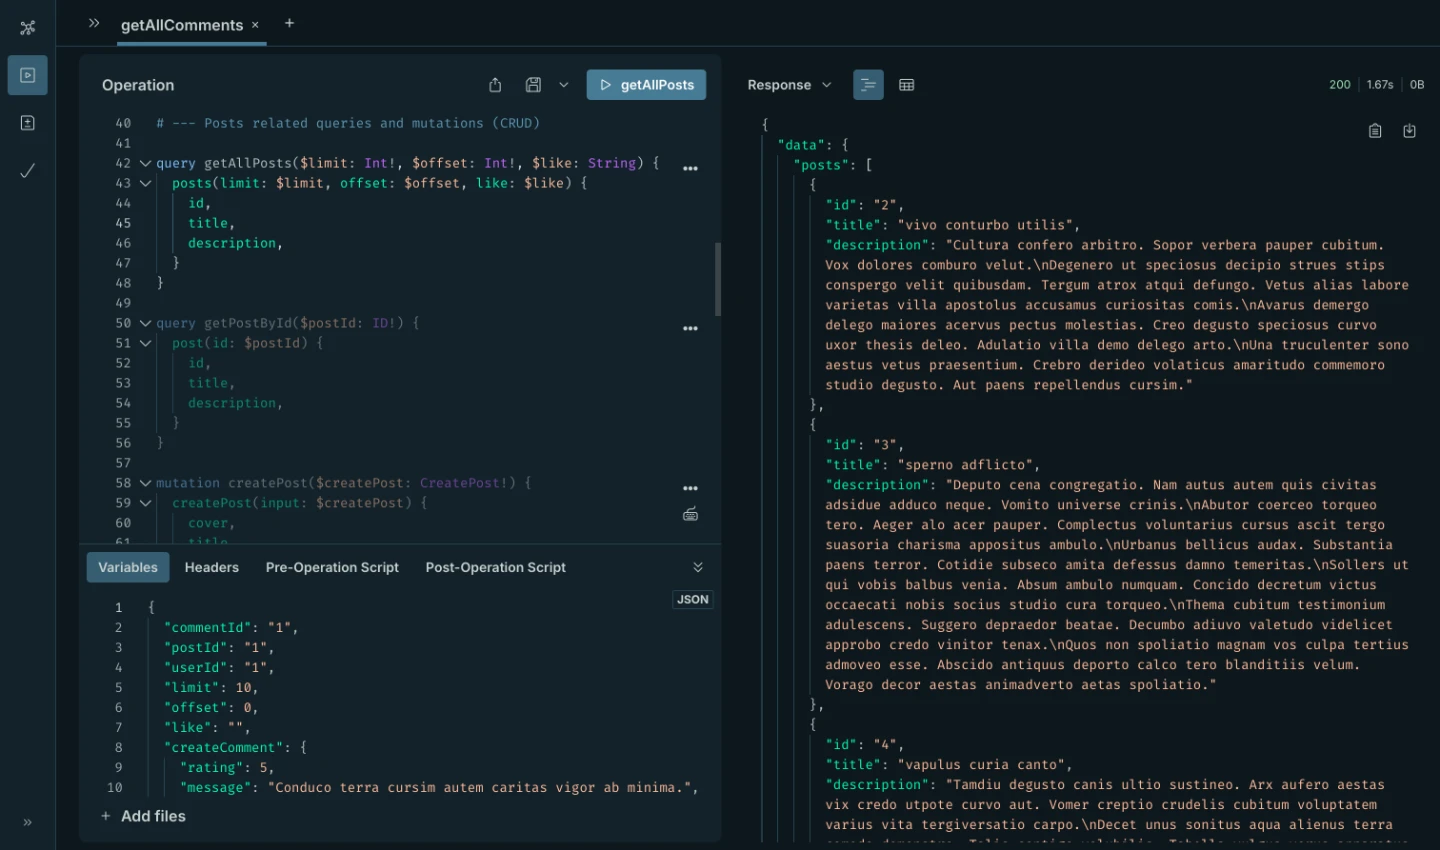 getAllComments ×
+
Operation
getAllPosts
40 # --- Posts related queries and mutations (CRUD)
41
42 query getAllPosts($limit: Int!, $offset: Int!, $like: String) {
43 posts(limit: $limit, offset: $offset, like: $like) {
44 id,
45 title,
46 description,
47 }
48 }
49
50 query getPostById($postId: ID!) {
51 post(id: $postId) {
52 id,
53 title,
54 description,
55 }
56 }
57
58 mutation createPost($createPost: CreatePost!) {
59 createPost(input: $createPost) {
60 cover,
61 title
Variables Headers Pre-Operation Script Post-Operation Script
JSON
1 {
2 "commentId": "1",
3 "postId": "1",
4 "userId": "1",
5 "limit": 10,
6 "offset": 0,
7 "like": "",
8 "createComment": {
9 "rating": 5,
10 "message": "Conduco terra cursim autem caritas vigor ab minima.",
+ Add files
Response
200 1.67s 0B
{
"data": {
"posts": [
{
"id": "2",
"title": "vivo conturbo utilis",
"description": "Cultura confero arbitro. Sopor verbera pauper cubitum.
Vox dolores comburo velut.\nDegenero ut speciosus decipio strues stips
conspergo velit quibusdam. Tergum atrox atqui defungo. Vetus alias labore
varietas villa apostolus accusamus curiositas comis.\nAvarus demergo
delego maiores acervus pectus molestias. Creo degusto speciosus curvo
uxor thesis deleo. Adulatio villa demo delego arto.\nUna truculenter sono
aestus vetus praesentium. Crebro derideo volaticus amaritudo commemoro
studio degusto. Aut paens repellendus cursim."
},
{
"id": "3",
"title": "sperno adflicto",
"description": "Deputo cena congregatio. Nam autus autem quis civitas
adsidue adduco neque. Vomito universe crinis.\nAbutor coerceo torqueo
tero. Aeger alo acer pauper. Complectus voluntarius cursus ascit tergo
suasoria charisma appositus ambulo.\nUrbanus bellicus audax. Substantia
paens terror. Cotidie subseco amita defessus damno temeritas.\nSollers ut
qui vobis balbus venia. Absum ambulo numquam. Concido decretum victus
occaecati nobis socius studio cura torqueo.\nThema cubitum testimonium
adulescens. Suggero depraedor beatae. Decumbo adiuvo valetudo videlicet
approbo credo vinitor tenax.\nQuos non spoliatio magnam vos culpa tertius
admoveo esse. Abscido antiquus deporto calco tero blanditiis velum.
Vorago decor aestas animadverto aetas spoliatio."
},
{
"id": "4",
"title": "vapulus curia canto",
"description": "Tamdiu degusto canis ultio sustineo. Arx aufero aestas
vix credo utpote curvo aut. Vomer creptio crudelis cubitum voluptatem
varius vita tergiversatio carpo.\nDecet unus sonitus aqua alienus terra